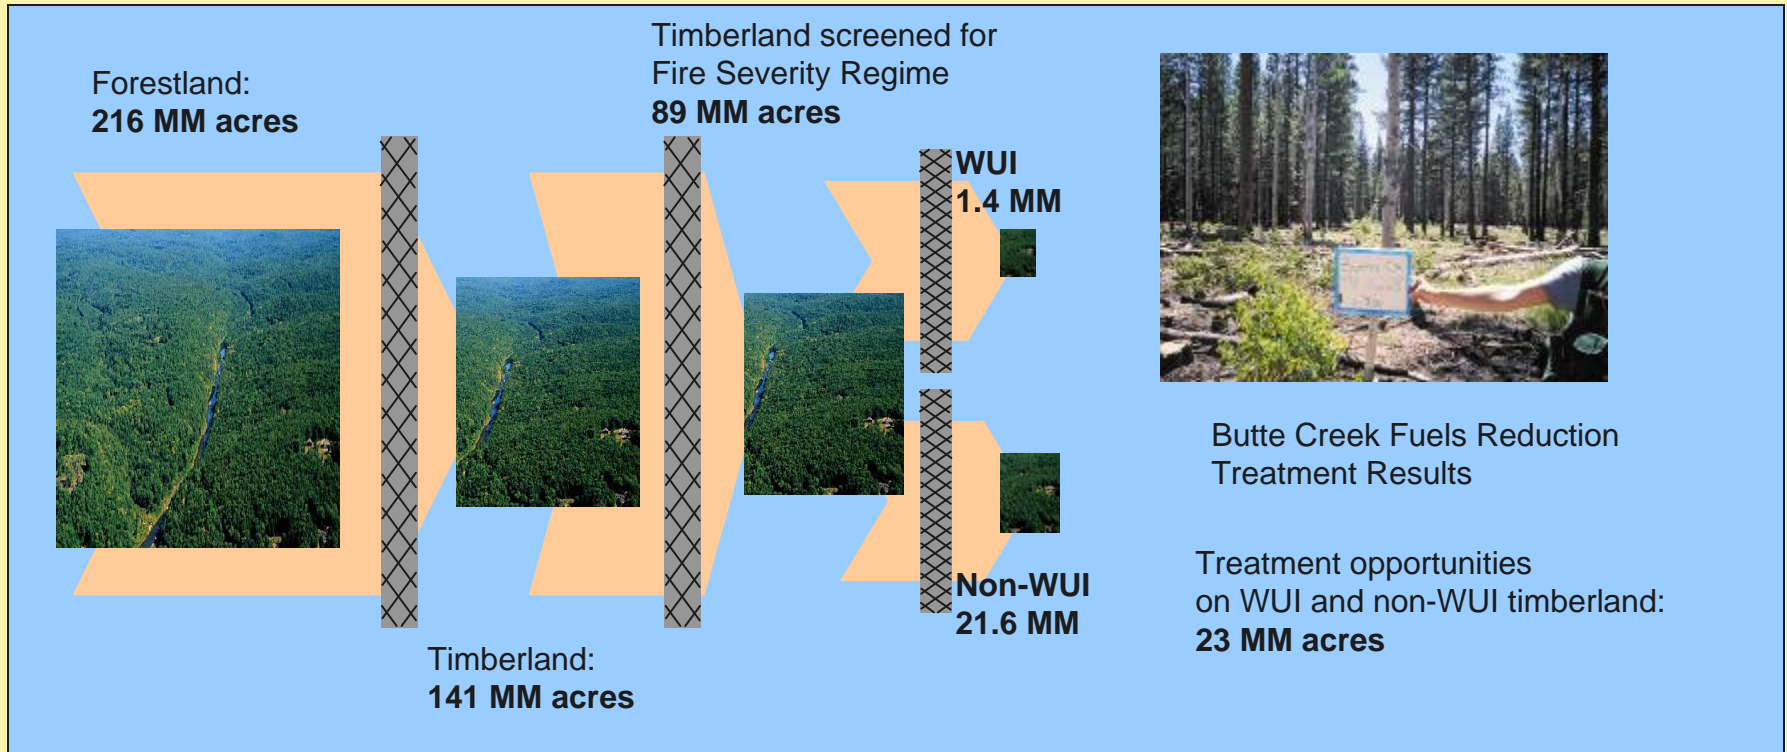 Forestland:
216 MM acres
Timberland screened for
Fire Severity Regime
89 MM acres
WUI
1.4 MM
Non-WUI
21.6 MM
Timberland:
141 MM acres
Butte Creek Fuels Reduction
Treatment Results
Treatment opportunities
on WUI and non-WUI timberland:
23 MM acres